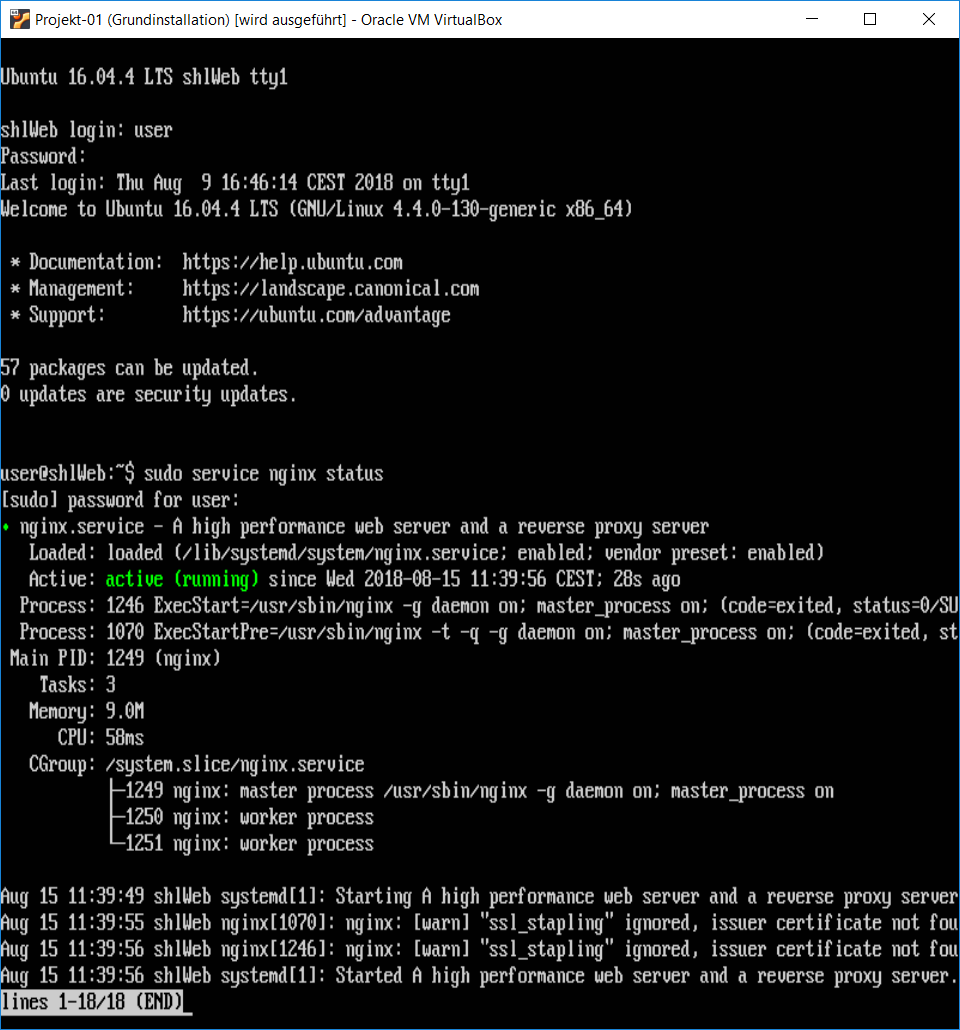 Projekt-01 (Grundinstallation) [wird ausgeführt] - Oracle VM VirtualBox
Ubuntu 16.04.4 LTS shlWeb tty1
shlWeb login: user
Password:
Last login: Thu Aug  9 16:46:14 CEST 2018 on tty1
Welcome to Ubuntu 16.04.4 LTS (GNU/Linux 4.4.0-130-generic x86_64)
* Documentation:  https://help.ubuntu.com
* Management:     https://landscape.canonical.com
* Support:        https://ubuntu.com/advantage
57 packages can be updated.
0 updates are security updates.
user@shlWeb:~$ sudo service nginx status
[sudo] password for user:
nginx.service - A high performance web server and a reverse proxy server
Loaded: loaded (/lib/systemd/system/nginx.service; enabled; vendor preset: enabled)
Active: active (running) since Wed 2018-08-15 11:39:56 CEST; 28s ago
Process: 1246 ExecStart=/usr/sbin/nginx -g daemon on; master_process on; (code=exited, status=0/SU
Process: 1070 ExecStartPre=/usr/sbin/nginx -t -q -g daemon on; master_process on; (code=exited, st
Main PID: 1249 (nginx)
Tasks: 3
Memory: 9.0M
CPU: 58ms
CGroup: /system.slice/nginx.service
├─1249 nginx: master process /usr/sbin/nginx -g daemon on; master_process on
├─1250 nginx: worker process
└─1251 nginx: worker process
Aug 15 11:39:49 shlWeb systemd[1]: Starting A high performance web server and a reverse proxy server
Aug 15 11:39:55 shlWeb nginx[1070]: nginx: [warn] "ssl_stapling" ignored, issuer certificate not fou
Aug 15 11:39:56 shlWeb nginx[1246]: nginx: [warn] "ssl_stapling" ignored, issuer certificate not fou
Aug 15 11:39:56 shlWeb systemd[1]: Started A high performance web server and a reverse proxy server.
lines 1-18/18 (END)